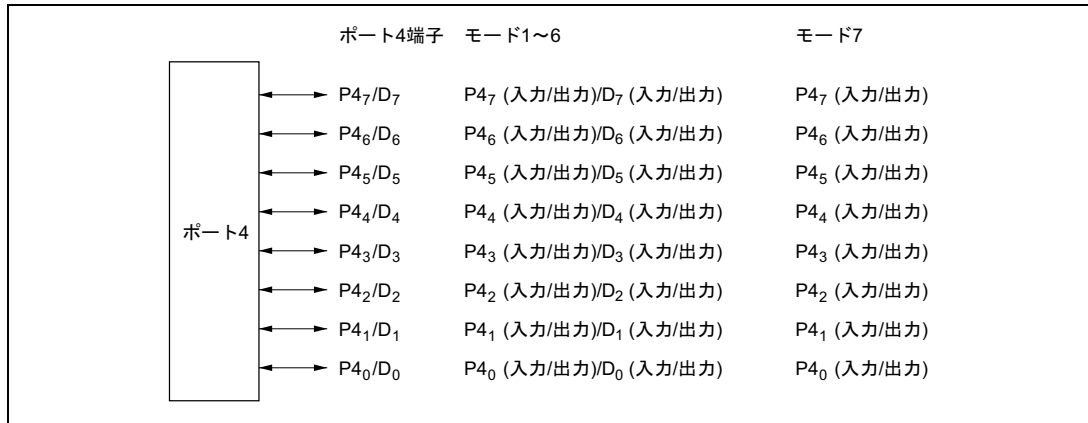 ポート4端子 モード1～6 モード7
P4₇/D₇ P4₇ (入力/出力)/D₇ (入力/出力) P4₇ (入力/出力)
P4₆/D₆ P4₆ (入力/出力)/D₆ (入力/出力) P4₆ (入力/出力)
P4₅/D₅ P4₅ (入力/出力)/D₅ (入力/出力) P4₅ (入力/出力)
P4₄/D₄ P4₄ (入力/出力)/D₄ (入力/出力) P4₄ (入力/出力)
ポート4
P4₃/D₃ P4₃ (入力/出力)/D₃ (入力/出力) P4₃ (入力/出力)
P4₂/D₂ P4₂ (入力/出力)/D₂ (入力/出力) P4₂ (入力/出力)
P4₁/D₁ P4₁ (入力/出力)/D₁ (入力/出力) P4₁ (入力/出力)
P4₀/D₀ P4₀ (入力/出力)/D₀ (入力/出力) P4₀ (入力/出力)